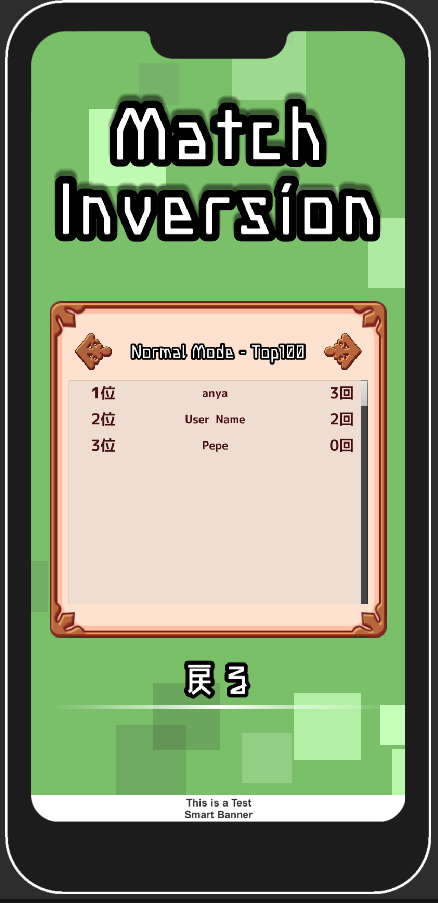 Match
Inversion
Normal Mode - Top100
1位 anya 3回
2位 User Name 2回
3位 Pepe 0回
戻る
This is a Test
Smart Banner